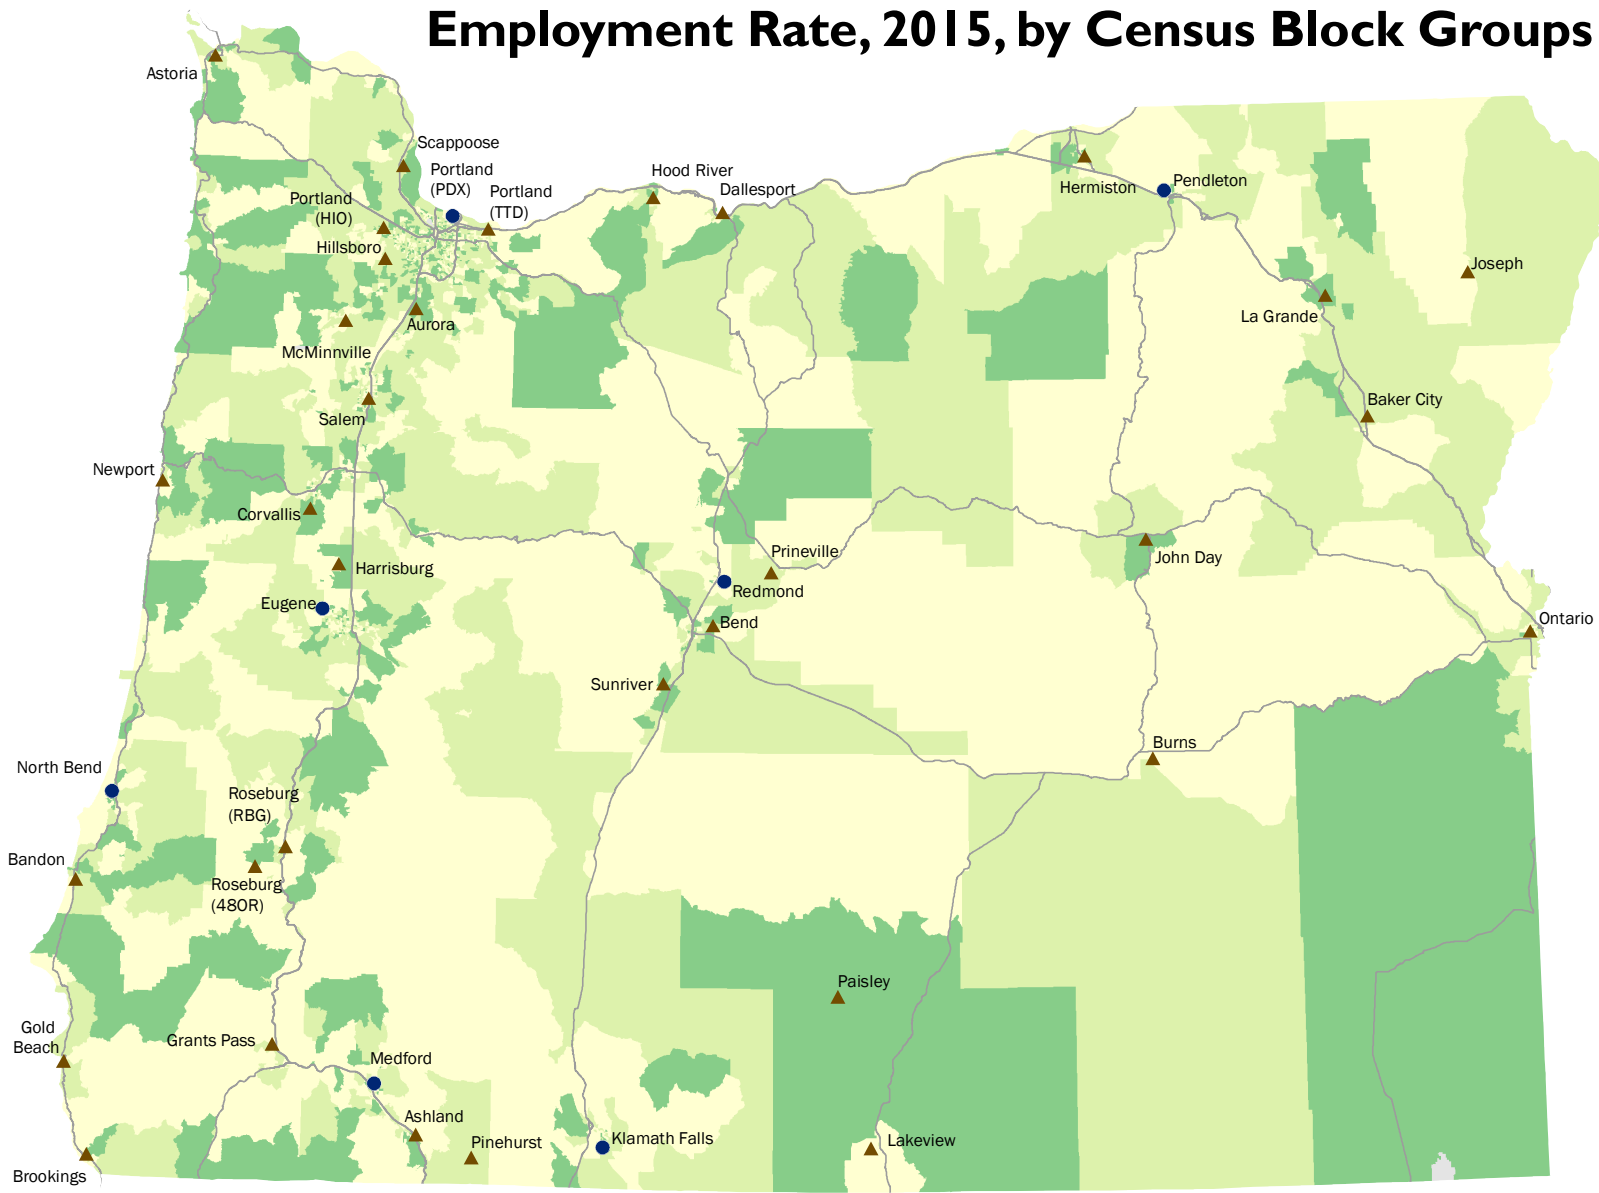 Employment Rate, 2015, by Census Block Groups
Astoria
Scappoose
Portland
(PDX)
Portland
(TTD)
Portland
(HIO)
Hillsboro
Hood River
Dallesport
Hermiston
Pendleton
Joseph
La Grande
Aurora
McMinnville
Salem
Baker City
Newport
Corvallis
Harrisburg
Prineville
John Day
Redmond
Eugene
Bend
Ontario
Sunriver
Burns
North Bend
Roseburg
(RBG)
Bandon
Roseburg
(48OR)
Paisley
Gold
Beach
Grants Pass
Medford
Ashland
Pinehurst
Klamath Falls
Lakeview
Brookings